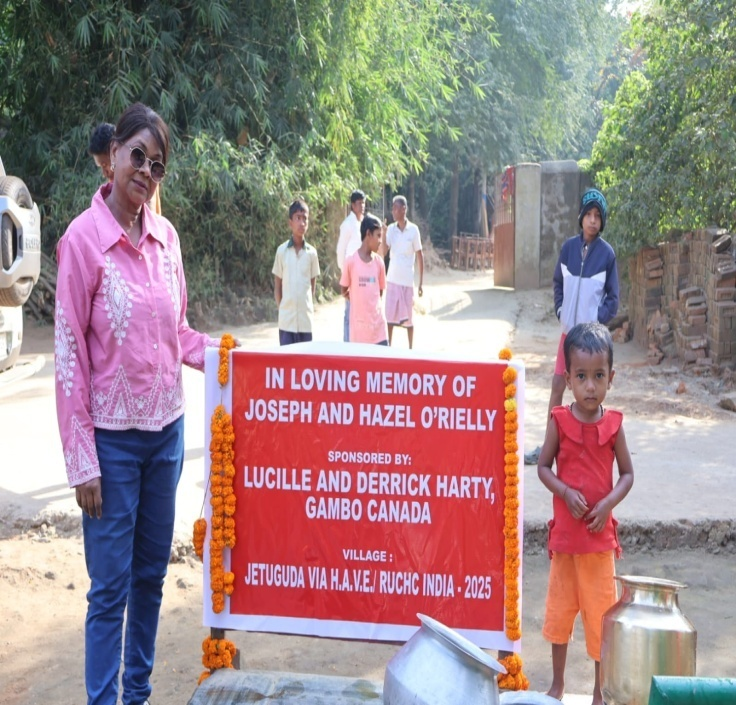 IN LOVING MEMORY OF
JOSEPH AND HAZEL O'RIELLY
SPONSORED BY:
LUCILLE AND DERRICK HARTY,
GAMBO CANADA
VILLAGE :
JETUGUDA VIA H.A.V.E./ RUCHC INDIA - 2025